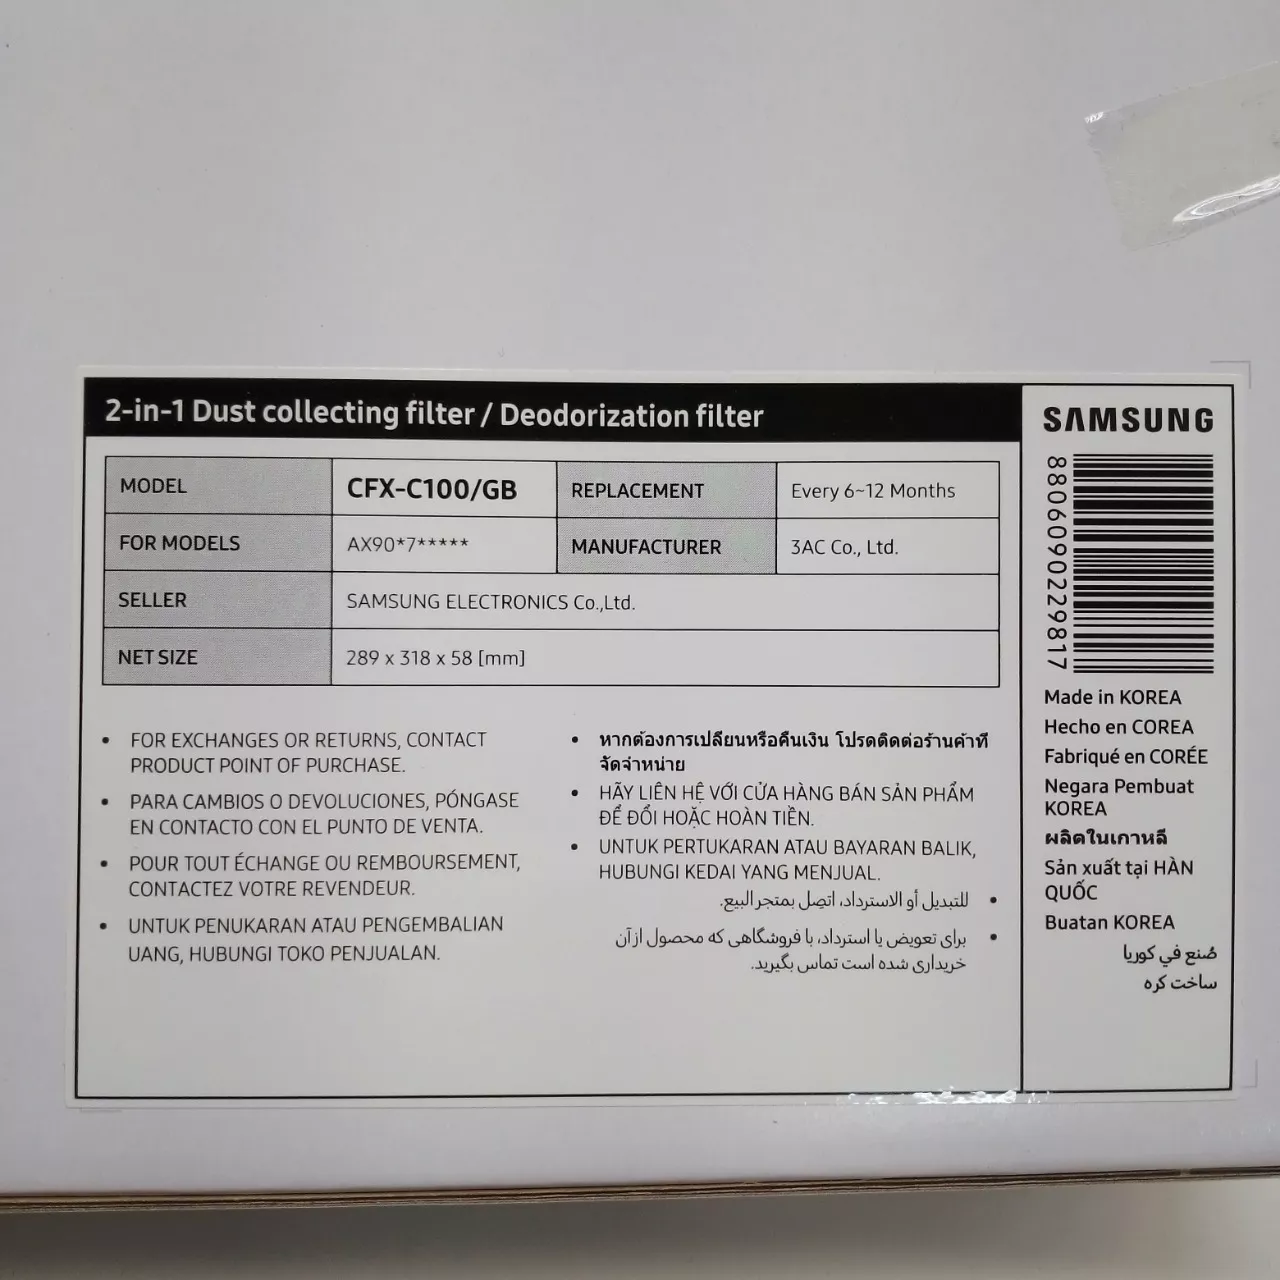 2-in-1 Dust collecting filter / Deodorization filter
MODEL CFX-C100/GB REPLACEMENT Every 6~12 Months
FOR MODELS AX90*7***** MANUFACTURER 3AC Co., Ltd.
SELLER SAMSUNG ELECTRONICS Co.,Ltd.
NET SIZE 289 x 318 x 58 [mm]
• FOR EXCHANGES OR RETURNS, CONTACT
PRODUCT POINT OF PURCHASE.
• PARA CAMBIOS O DEVOLUCIONES, PÓNGASE
EN CONTACTO CON EL PUNTO DE VENTA.
• POUR TOUT ÉCHANGE OU REMBOURSEMENT,
CONTACTEZ VOTRE REVENDEUR.
• UNTUK PENUKARAN ATAU PENGEMBALIAN
UANG, HUBUNGI TOKO PENJUALAN.
• หากต้องการเปลี่ยนหรือคืนเงิน โปรดติดต่อร้านค้าที่
จัดจำหน่าย
• HÃY LIÊN HỆ VỚI CỬA HÀNG BÁN SẢN PHẨM
ĐỂ ĐỔI HOẶC HOÀN TIỀN.
• UNTUK PERTUKARAN ATAU BAYARAN BALIK,
HUBUNGI KEDAI YANG MENJUAL.
• للتبديل أو الاسترداد، اتصل بمتجر البيع.
• برای تعویض یا استرداد، با فروشگاهی که محصول از آن
خریداری شده است تماس بگیرید.
SAMSUNG
8806090229817
Made in KOREA
Hecho en COREA
Fabriqué en CORÉE
Negara Pembuat
KOREA
ผลิตในเกาหลี
Sản xuất tại HÀN
QUỐC
Buatan KOREA
صُنع في كوريا
ساخت کره